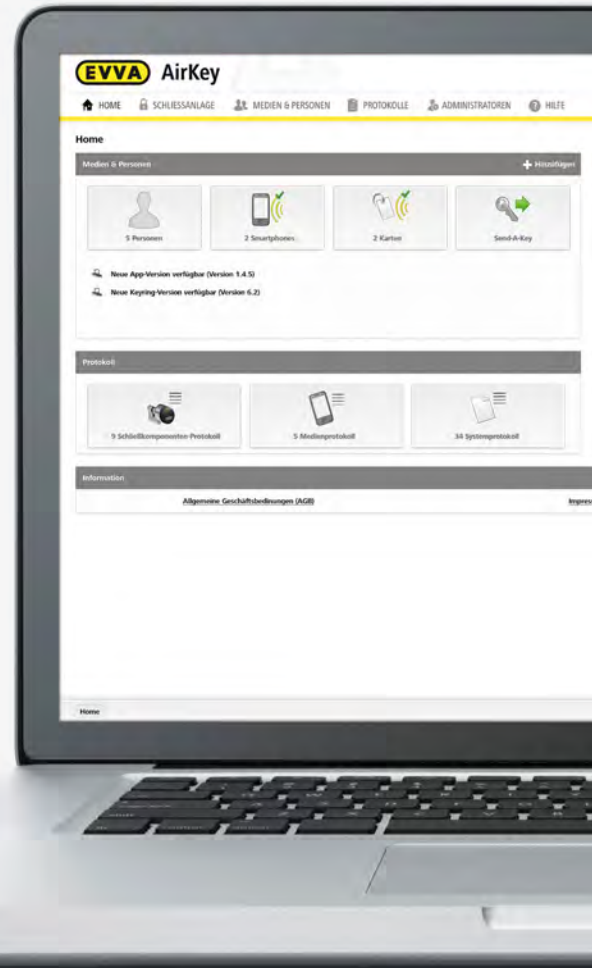 EVVA AirKey
HOME SCHLIESSANLAGE MEDIEN & PERSONEN PROTOKOLLE ADMINISTRATOREN HILFE
Home
Medien & Personen Hinzufügen
5 Personen 2 Smartphones 2 Karten Send-A-Key
Neue App-Version verfügbar (Version 1.4.5)
Neue Keyring-Version verfügbar (Version 6.2)
Protokoll
9 Schließkomponenten-Protokoll 5 Medienprotokoll 34 Systemprotokoll
Information
Allgemeine Geschäftsbedinungen (AGB) Impress
Home